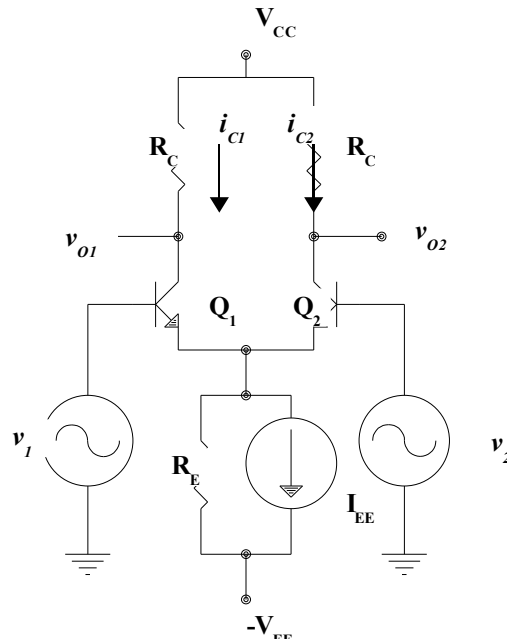 V_CC
i_C1 i_C2
R_C R_C
v_O1 v_O2
Q_1 Q_2
v_1 R_E v_2
I_EE
-V_EE